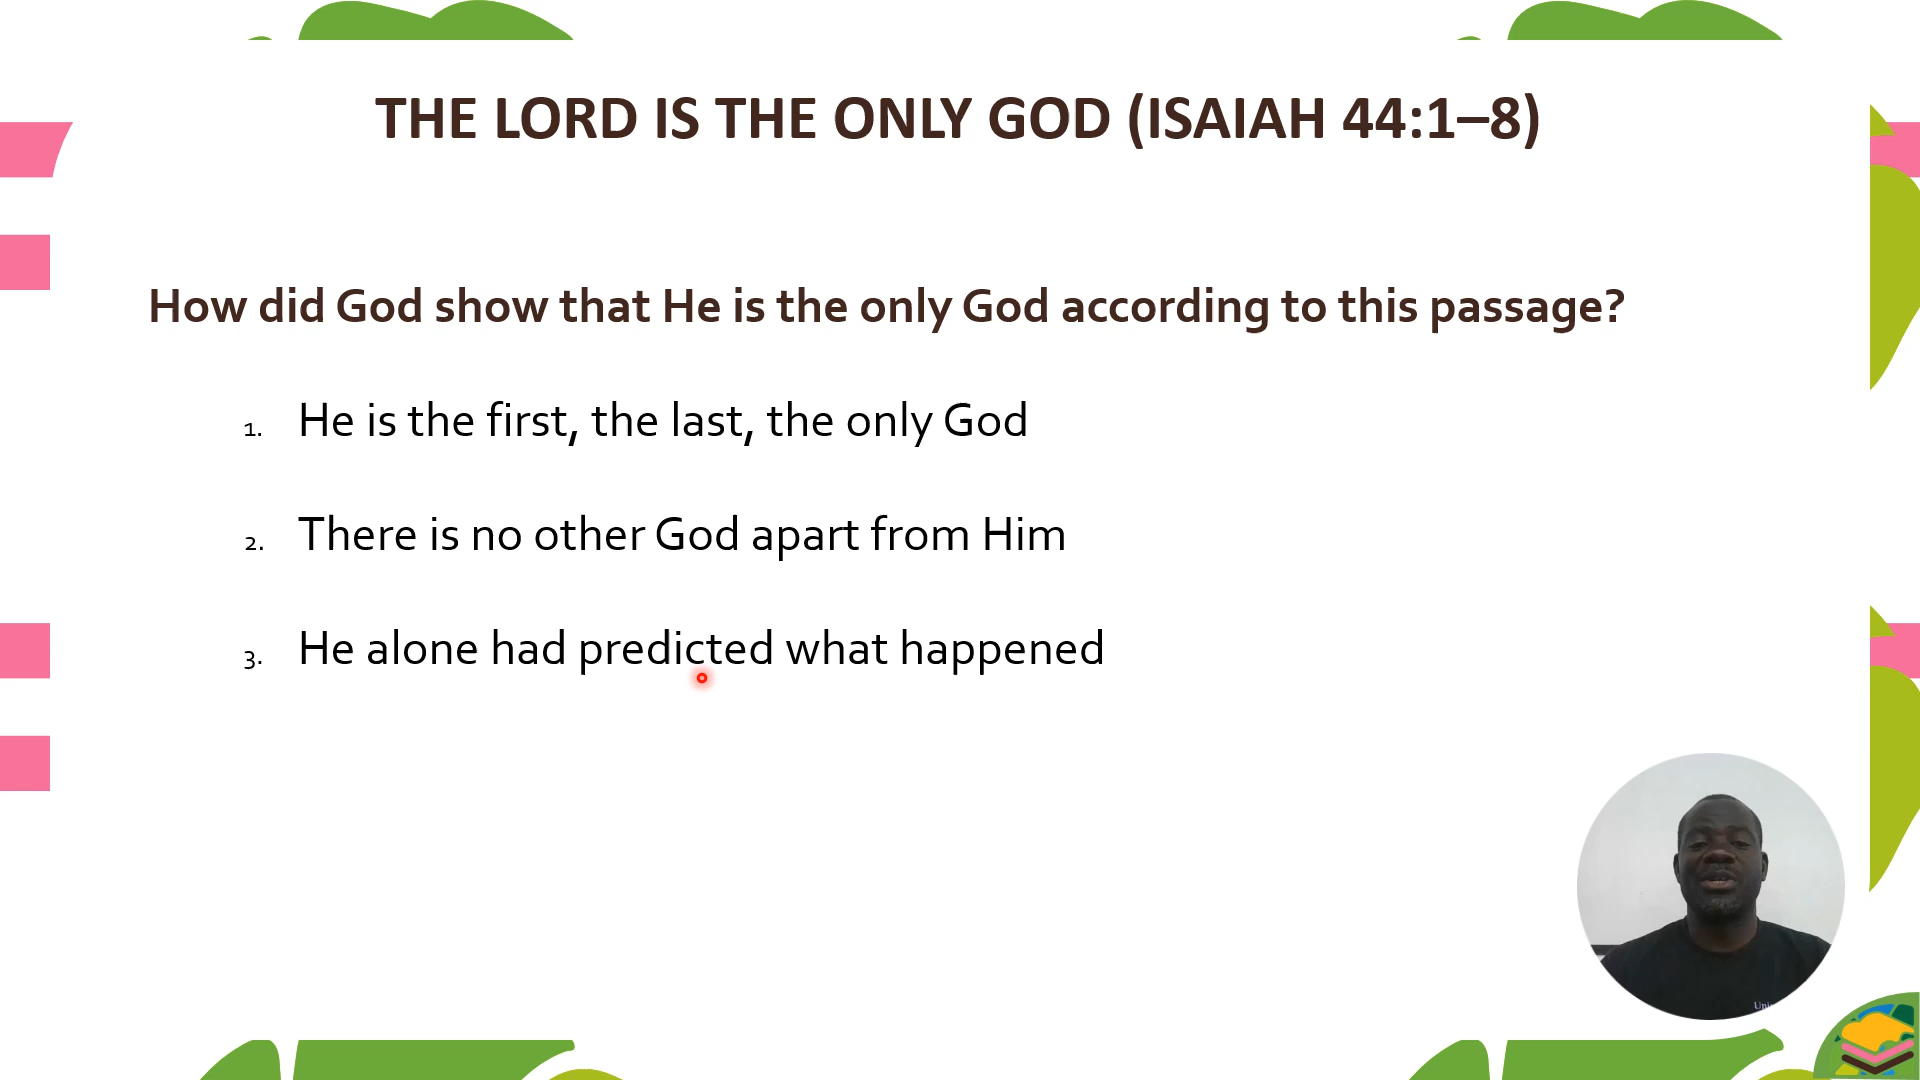 THE LORD IS THE ONLY GOD (ISAIAH 44:1–8)
How did God show that He is the only God according to this passage?
1. He is the first, the last, the only God
2. There is no other God apart from Him
3. He alone had predicted what happened